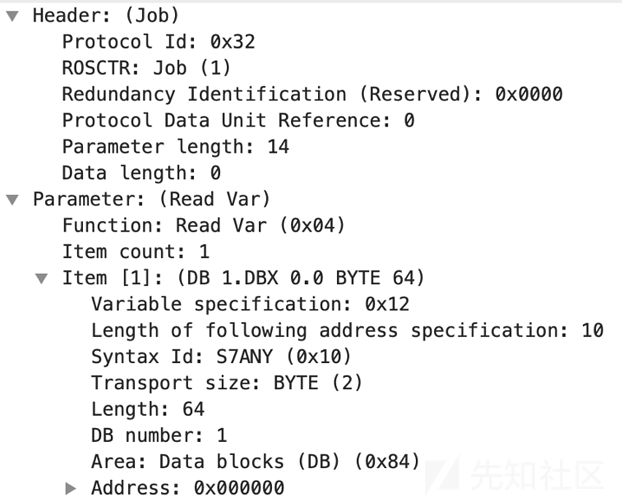 Header: (Job)
Protocol Id: 0x32
ROSCTR: Job (1)
Redundancy Identification (Reserved): 0x0000
Protocol Data Unit Reference: 0
Parameter length: 14
Data length: 0
Parameter: (Read Var)
Function: Read Var (0x04)
Item count: 1
Item [1]: (DB 1.DBX 0.0 BYTE 64)
Variable specification: 0x12
Length of following address specification: 10
Syntax Id: S7ANY (0x10)
Transport size: BYTE (2)
Length: 64
DB number: 1
Area: Data blocks (DB) (0x84)
Address: 0x000000
先知社区